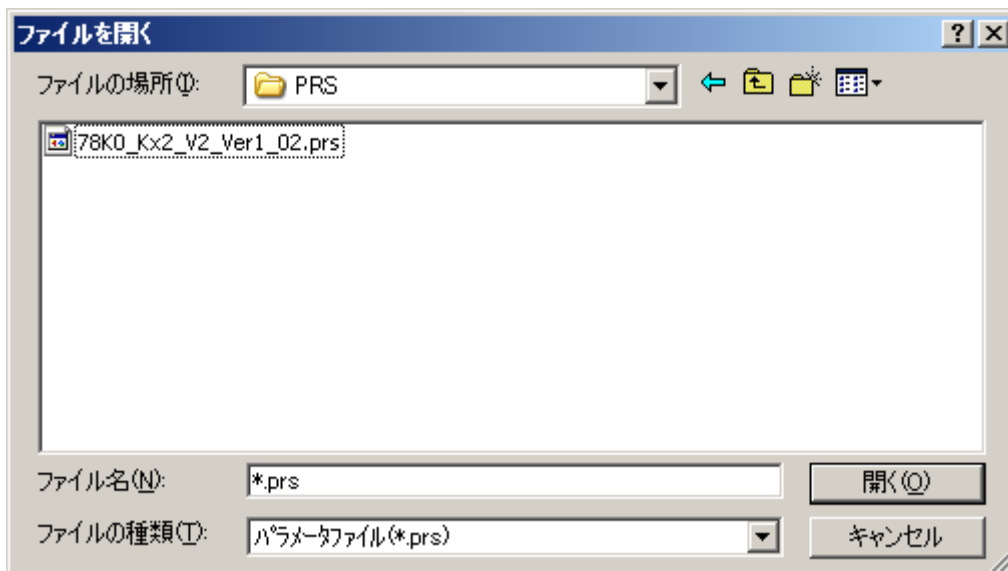 ファイルを開く
ファイルの場所(I): PRS
78K0_Kx2_V2_Ver1_02.prs
ファイル名(N): *.prs 開く(O)
ファイルの種類(T): パラメータファイル(*.prs) キャンセル